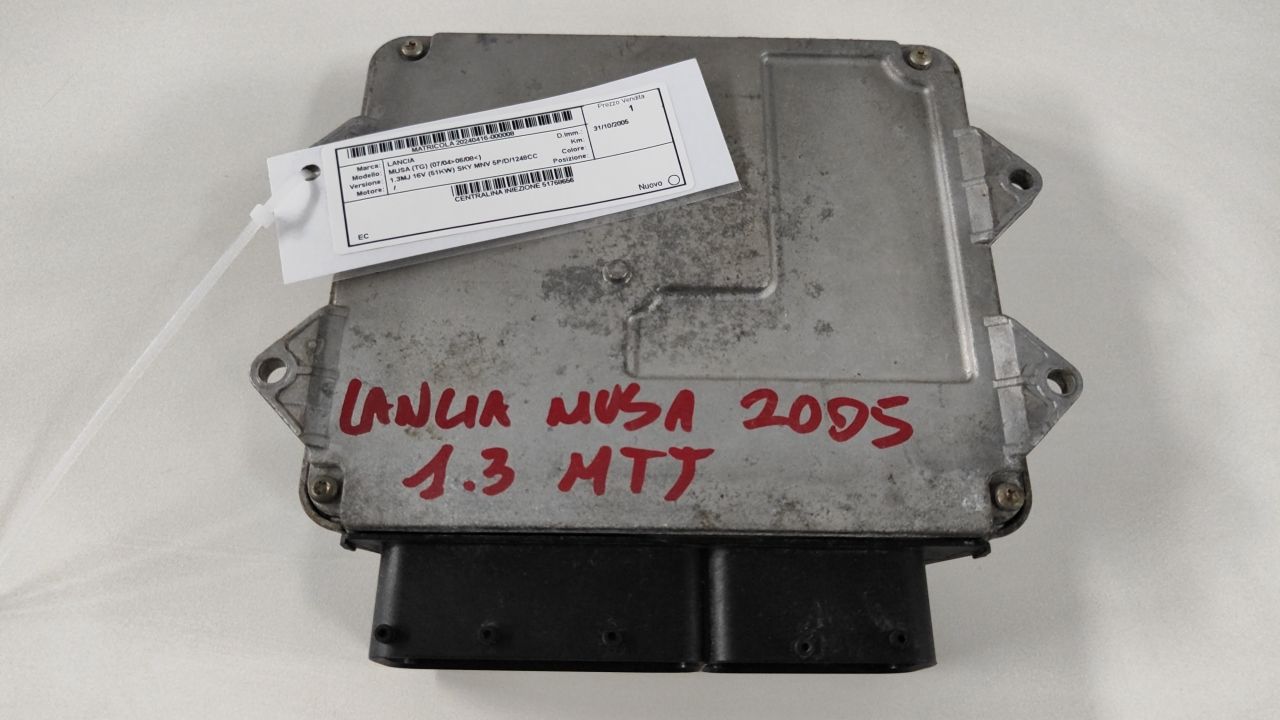 Prezzo Vendita
1
MATRICOLA 20240416-000008
Marca: LANCIA
Modello: MUSA (TG) (07/04>06/08<)
Versione: 1.3MJ 16V (51KW) SKY MNV 5P/D/1248CC
Motore: /
D.Imm.: 31/10/2005
Km.
Colore:
Posizione:
CENTRALINA INIEZIONE 51768656
Nuovo
EC
LANCIA MUSA 2005
1.3 MTJ